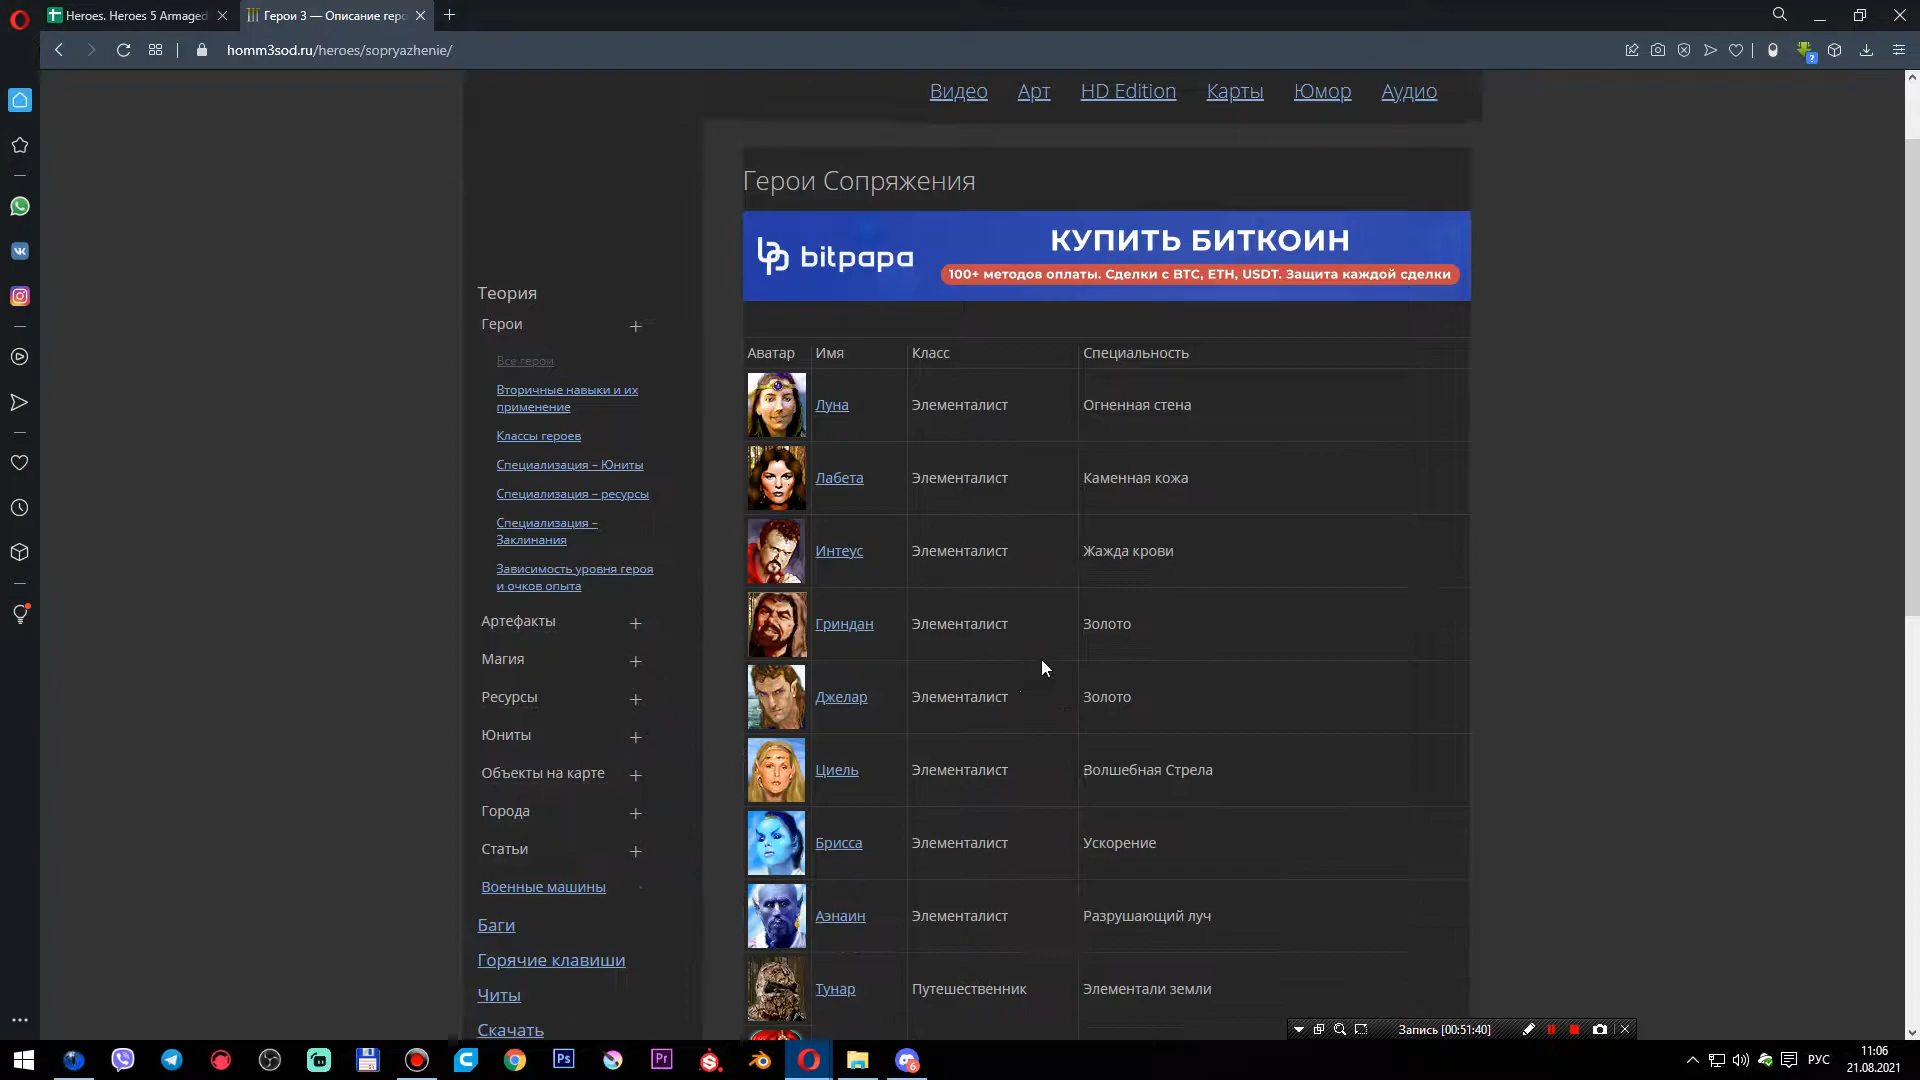 Heroes. Heroes 5 Armaged
Герои 3 — Описание геро
homm3sod.ru/heroes/sopryazhenie/
Видео Арт HD Edition Карты Юмор Аудио
Герои Сопряжения
bitpapa
КУПИТЬ БИТКОИН
100+ методов оплаты. Сделки с BTC, ETH, USDT. Защита каждой сделки
Теория
Герои
Все герои
Вторичные навыки и их
применение
Классы героев
Специализация – Юниты
Специализация – ресурсы
Специализация –
Заклинания
Зависимость уровня героя
и очков опыта
Артефакты
Магия
Ресурсы
Юниты
Объекты на карте
Города
Статьи
Военные машины
Баги
Горячие клавиши
Читы
Скачать
Аватар Имя Класс Специальность
Луна Элементалист Огненная стена
Лабета Элементалист Каменная кожа
Интеус Элементалист Жажда крови
Гриндан Элементалист Золото
Джелар Элементалист Золото
Циель Элементалист Волшебная Стрела
Брисса Элементалист Ускорение
Аэнаин Элементалист Разрушающий луч
Тунар Путешественник Элементали земли
Запись [00:51:40]
Ps
Pr
6
РУС
11:06
21.08.2021